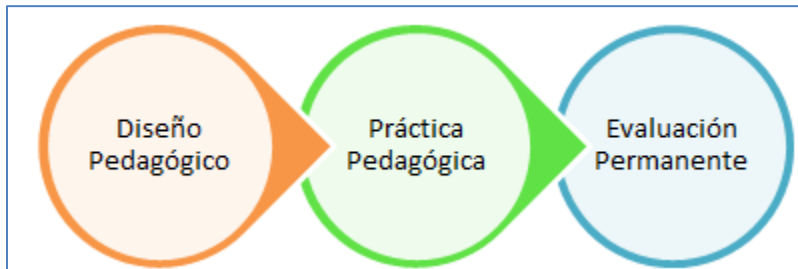 Diseño
Pedagógico
Práctica
Pedagógica
Evaluación
Permanente